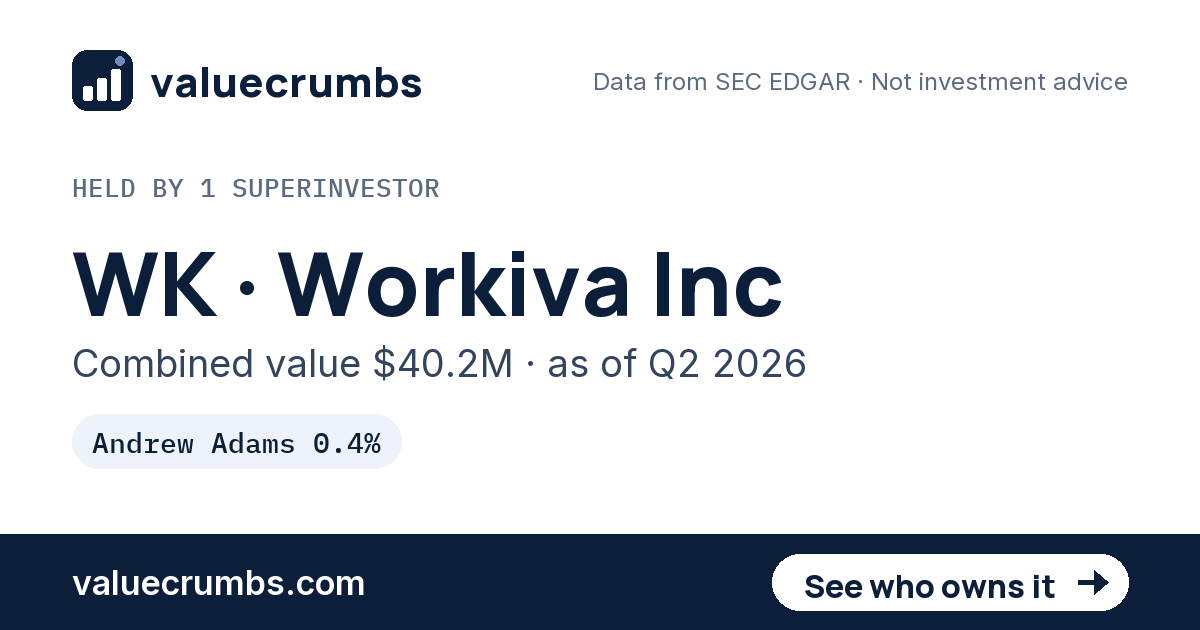 valuecrumbs
Data from SEC EDGAR · Not investment advice
HELD BY 1 SUPERINVESTOR
WK · Workiva Inc
Combined value $40.2M · as of Q2 2026
Andrew Adams 0.4%
valuecrumbs.com
See who owns it →